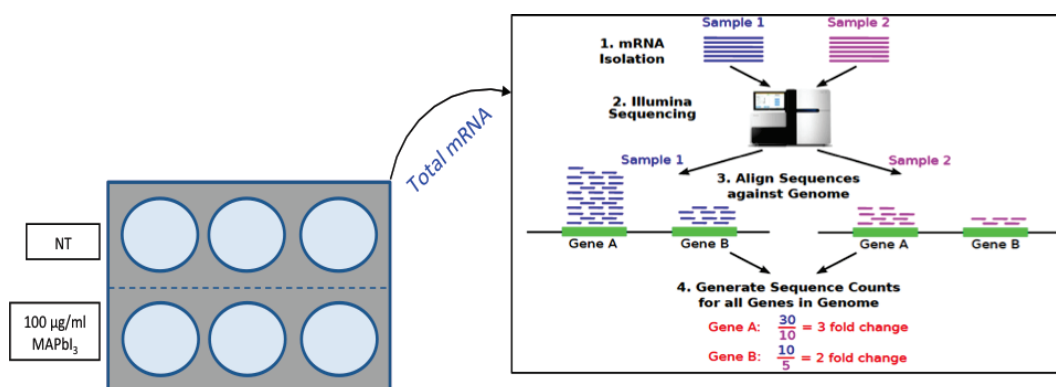 NT
100 µg/ml
MAPbI₃
Total mRNA
Sample 1
Sample 2
1. mRNA
Isolation
2. Illumina
Sequencing
Sample 1
Sample 2
3. Align Sequences
against Genome
Gene A
Gene B
Gene A
Gene B
4. Generate Sequence Counts
for all Genes in Genome
Gene A: 30/10 = 3 fold change
Gene B: 10/5 = 2 fold change